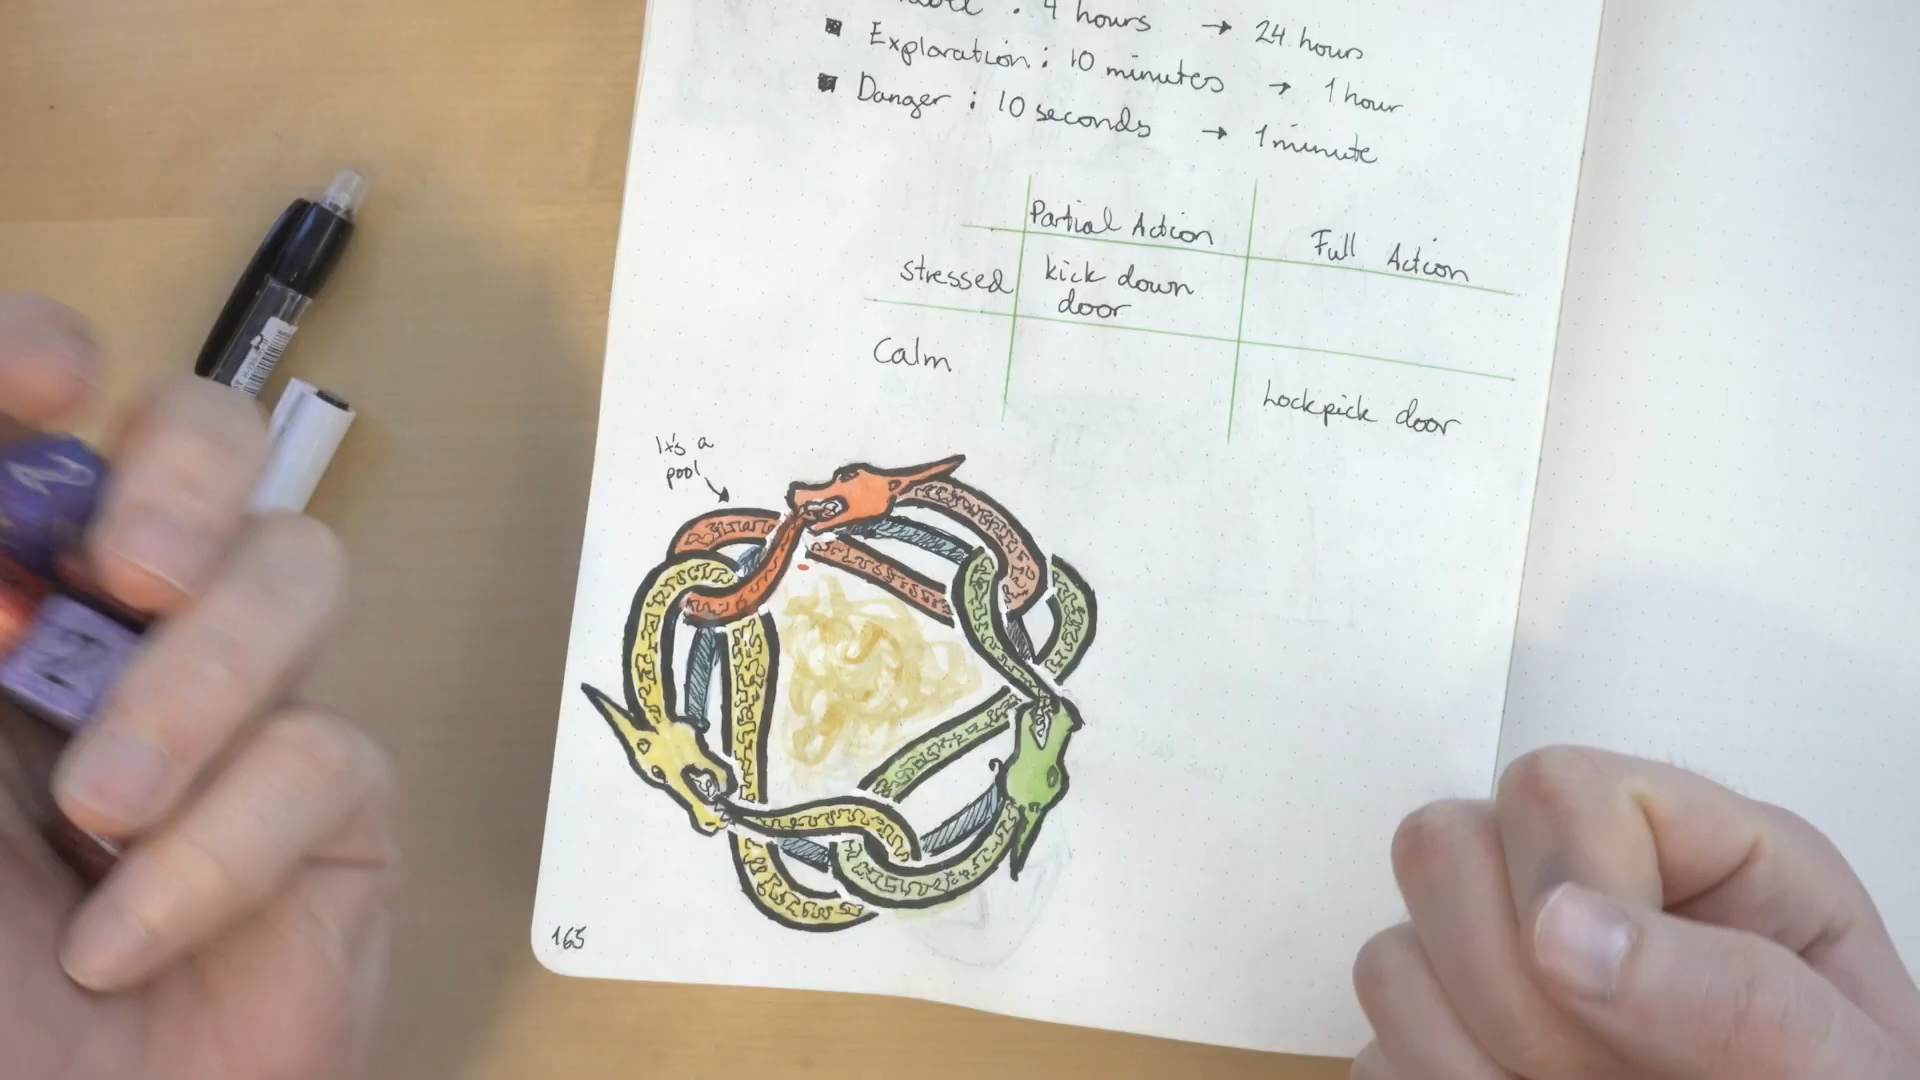 : 4 hours → 24 hours
Exploration : 10 minutes → 1 hour
Danger : 10 seconds → 1 minute
Partial Action Full Action
stressed kick down door
Calm Lockpick door
It's a
pool
165
2